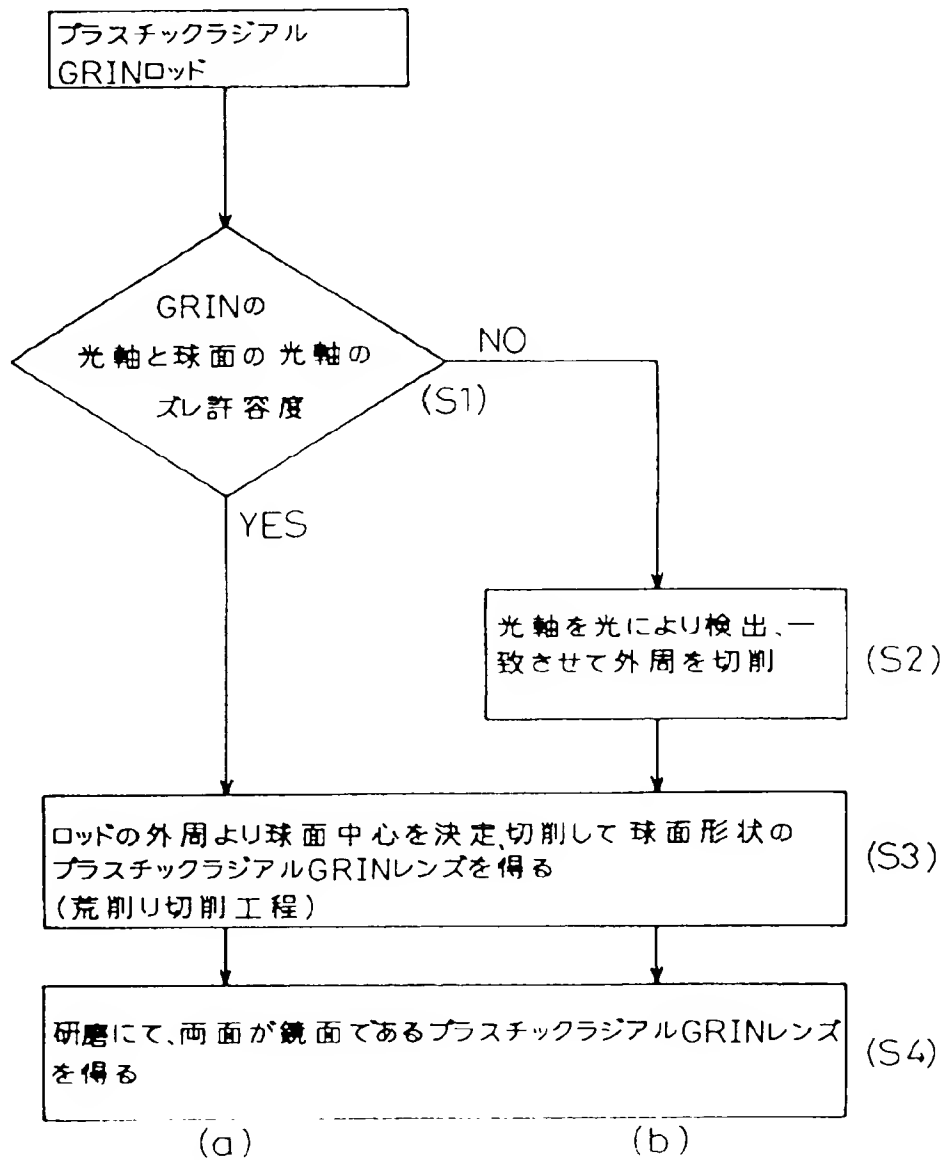 プラスチックラジアル
GRINロッド
GRINの
光軸と球面の光軸の
ズレ許容度
NO
(S1)
YES
光軸を光により検出、一
致させて外周を切削
(S2)
ロッドの外周より球面中心を決定、切削して球面形状の
プラスチックラジアルGRINレンズを得る
(荒削り切削工程)
(S3)
研磨にて、両面が鏡面であるプラスチックラジアルGRINレンズ
を得る
(S4)
(a)
(b)